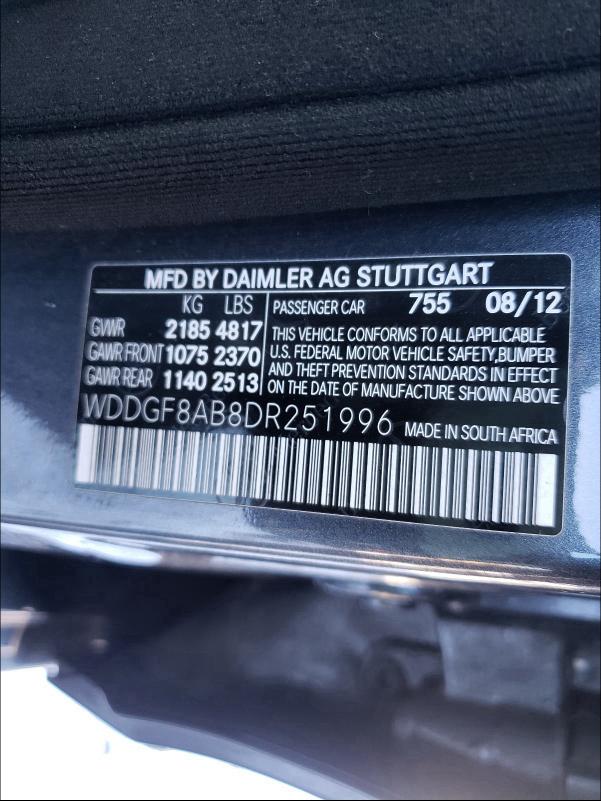 MFD BY DAIMLER AG STUTTGART
KG LBS PASSENGER CAR 755 08/12
GWR 2185 4817 THIS VEHICLE CONFORMS TO ALL APPLICABLE
GAWR FRONT 1075 2370 U.S. FEDERAL MOTOR VEHICLE SAFETY,BUMPER
GAWR REAR 1140 2513 AND THEFT PREVENTION STANDARDS IN EFFECT
ON THE DATE OF MANUFACTURE SHOWN ABOVE
WDDGF8AB8DR251996 MADE IN SOUTH AFRICA